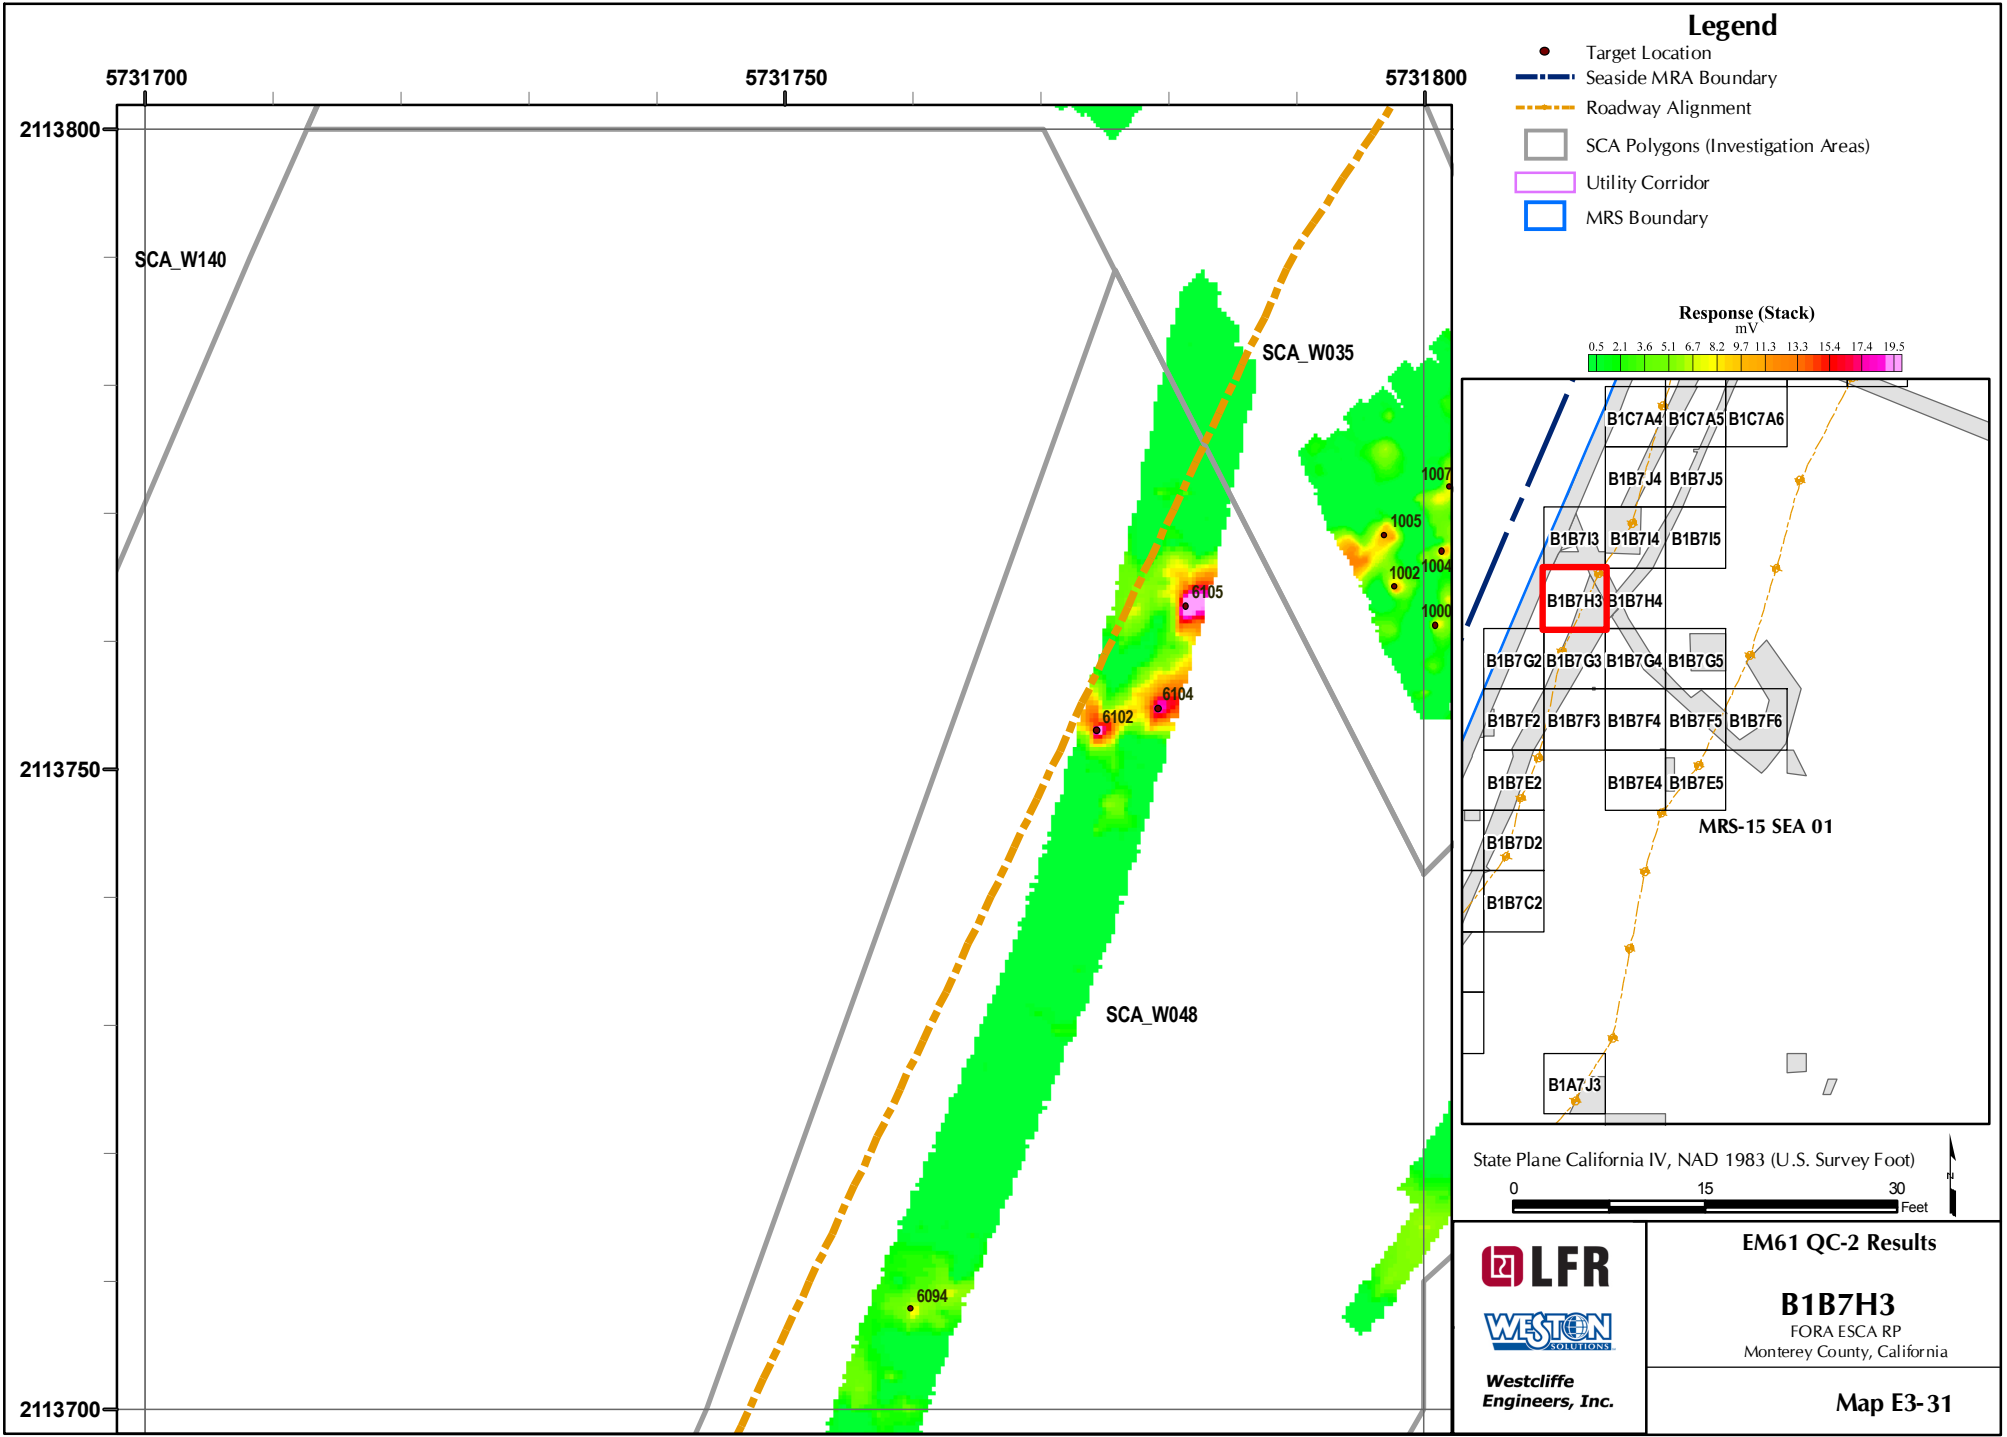 Legend
Target Location
Seaside MRA Boundary
Roadway Alignment
SCA Polygons (Investigation Areas)
Utility Corridor
MRS Boundary
5731700
5731750
5731800
2113800
2113750
2113700
SCA_W140
SCA_W035
SCA_W048
1007
1005
1004
1002
1000
6105
6104
6102
6094
Response (Stack)
mV
0.5 2.1 3.6 5.1 6.7 8.2 9.7 11.3 13.3 15.4 17.4 19.5
B1C7A4 B1C7A5 B1C7A6
B1B7J4 B1B7J5
B1B7I3 B1B7I4 B1B7I5
B1B7H3 B1B7H4
B1B7G2 B1B7G3 B1B7G4 B1B7G5
B1B7F2 B1B7F3 B1B7F4 B1B7F5 B1B7F6
B1B7E2 B1B7E4 B1B7E5
MRS-15 SEA 01
B1B7D2
B1B7C2
B1A7J3
State Plane California IV, NAD 1983 (U.S. Survey Foot)
0 15 30
Feet
N
LFR
WESTON
SOLUTIONS
Westcliffe
Engineers, Inc.
EM61 QC-2 Results
B1B7H3
FORA ESCA RP
Monterey County, California
Map E3-31